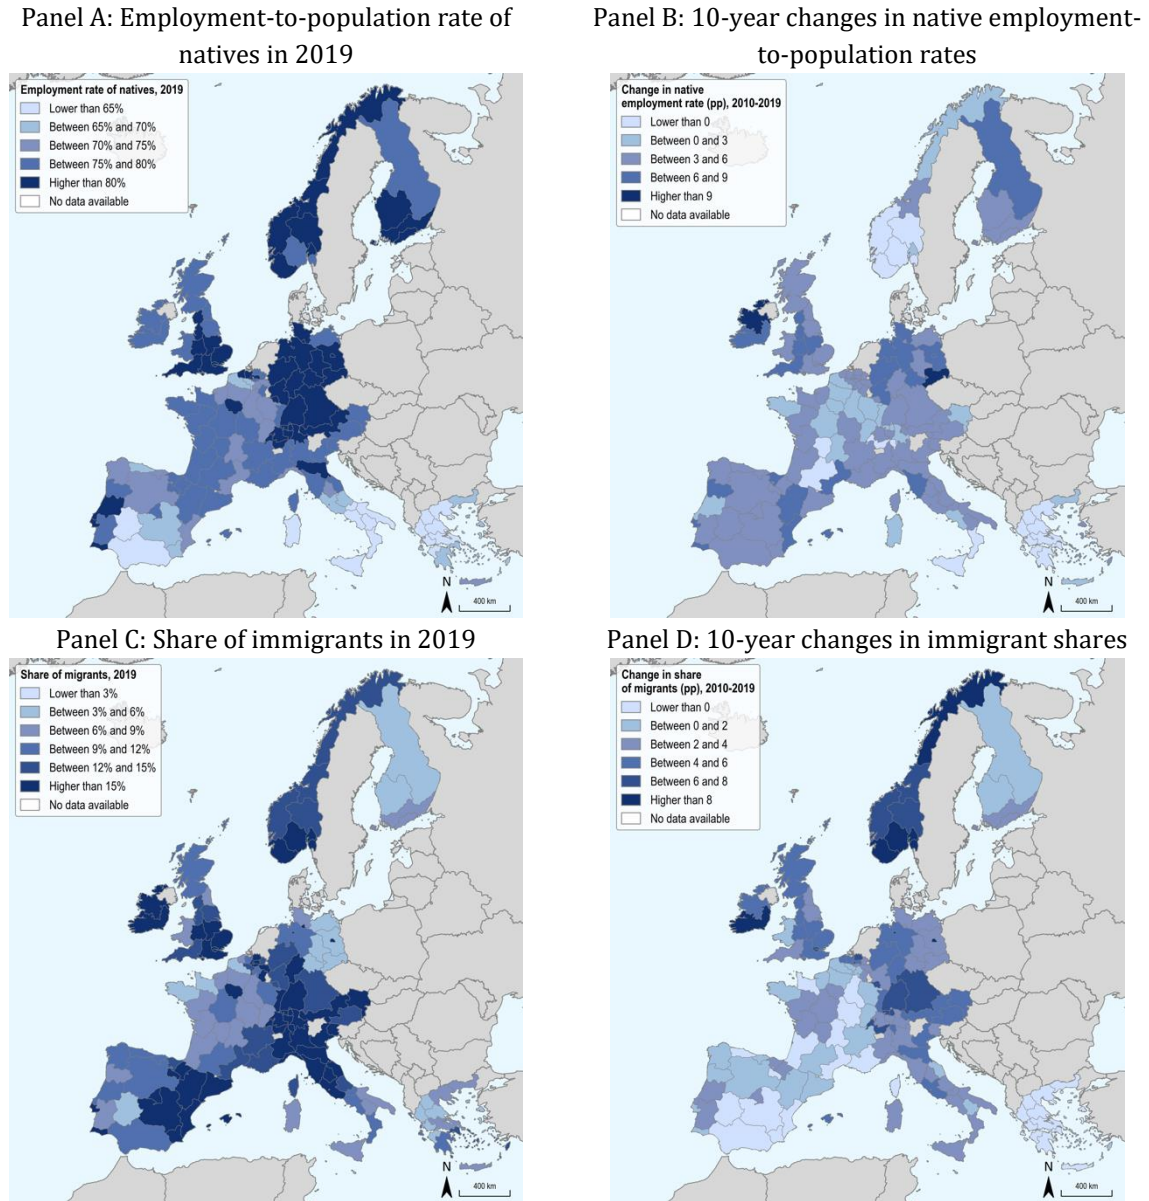 Panel A: Employment-to-population rate of
natives in 2019
Employment rate of natives, 2019
Lower than 65%
Between 65% and 70%
Between 70% and 75%
Between 75% and 80%
Higher than 80%
No data available
N
400 km
Panel B: 10-year changes in native employment-
to-population rates
Change in native
employment rate (pp), 2010-2019
Lower than 0
Between 0 and 3
Between 3 and 6
Between 6 and 9
Higher than 9
No data available
N
400 km
Panel C: Share of immigrants in 2019
Share of migrants, 2019
Lower than 3%
Between 3% and 6%
Between 6% and 9%
Between 9% and 12%
Between 12% and 15%
Higher than 15%
No data available
N
400 km
Panel D: 10-year changes in immigrant shares
Change in share
of migrants (pp), 2010-2019
Lower than 0
Between 0 and 2
Between 2 and 4
Between 4 and 6
Between 6 and 8
Higher than 8
No data available
N
400 km